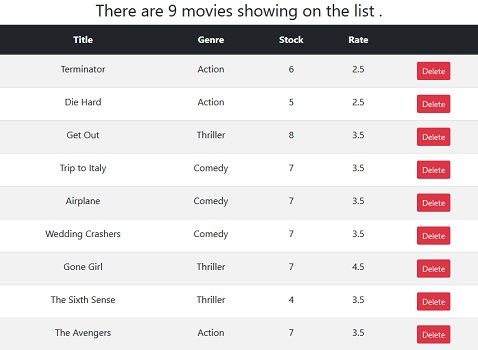 There are 9 movies showing on the list .
Title Genre Stock Rate
Terminator Action 6 2.5 Delete
Die Hard Action 5 2.5 Delete
Get Out Thriller 8 3.5 Delete
Trip to Italy Comedy 7 3.5 Delete
Airplane Comedy 7 3.5 Delete
Wedding Crashers Comedy 7 3.5 Delete
Gone Girl Thriller 7 4.5 Delete
The Sixth Sense Thriller 4 3.5 Delete
The Avengers Action 7 3.5 Delete